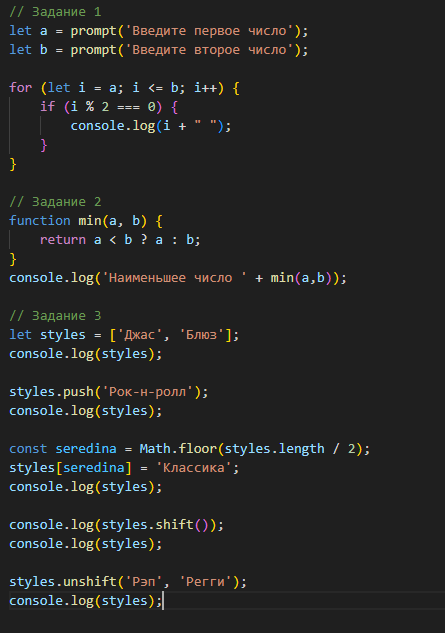 // Задание 1
let a = prompt('Введите первое число');
let b = prompt('Введите второе число');
for (let i = a; i <= b; i++) {
if (i % 2 === 0) {
console.log(i + " ");
}
}
// Задание 2
function min(a, b) {
return a < b ? a : b;
}
console.log('Наименьшее число ' + min(a,b));
// Задание 3
let styles = ['Джас', 'Блюз'];
console.log(styles);
styles.push('Рок-н-ролл');
console.log(styles);
const seredina = Math.floor(styles.length / 2);
styles[seredina] = 'Классика';
console.log(styles);
console.log(styles.shift());
console.log(styles);
styles.unshift('Рэп', 'Регги');
console.log(styles);